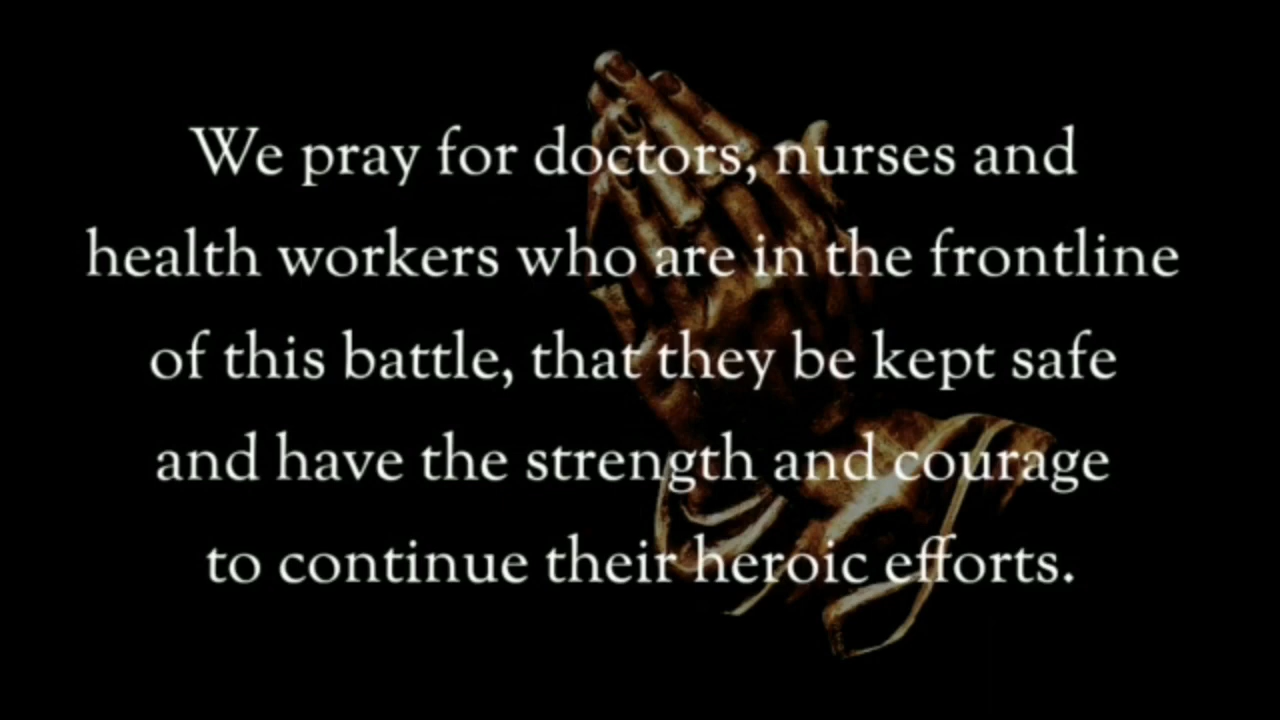 We pray for doctors, nurses and
health workers who are in the frontline
of this battle, that they be kept safe
and have the strength and courage
to continue their heroic efforts.